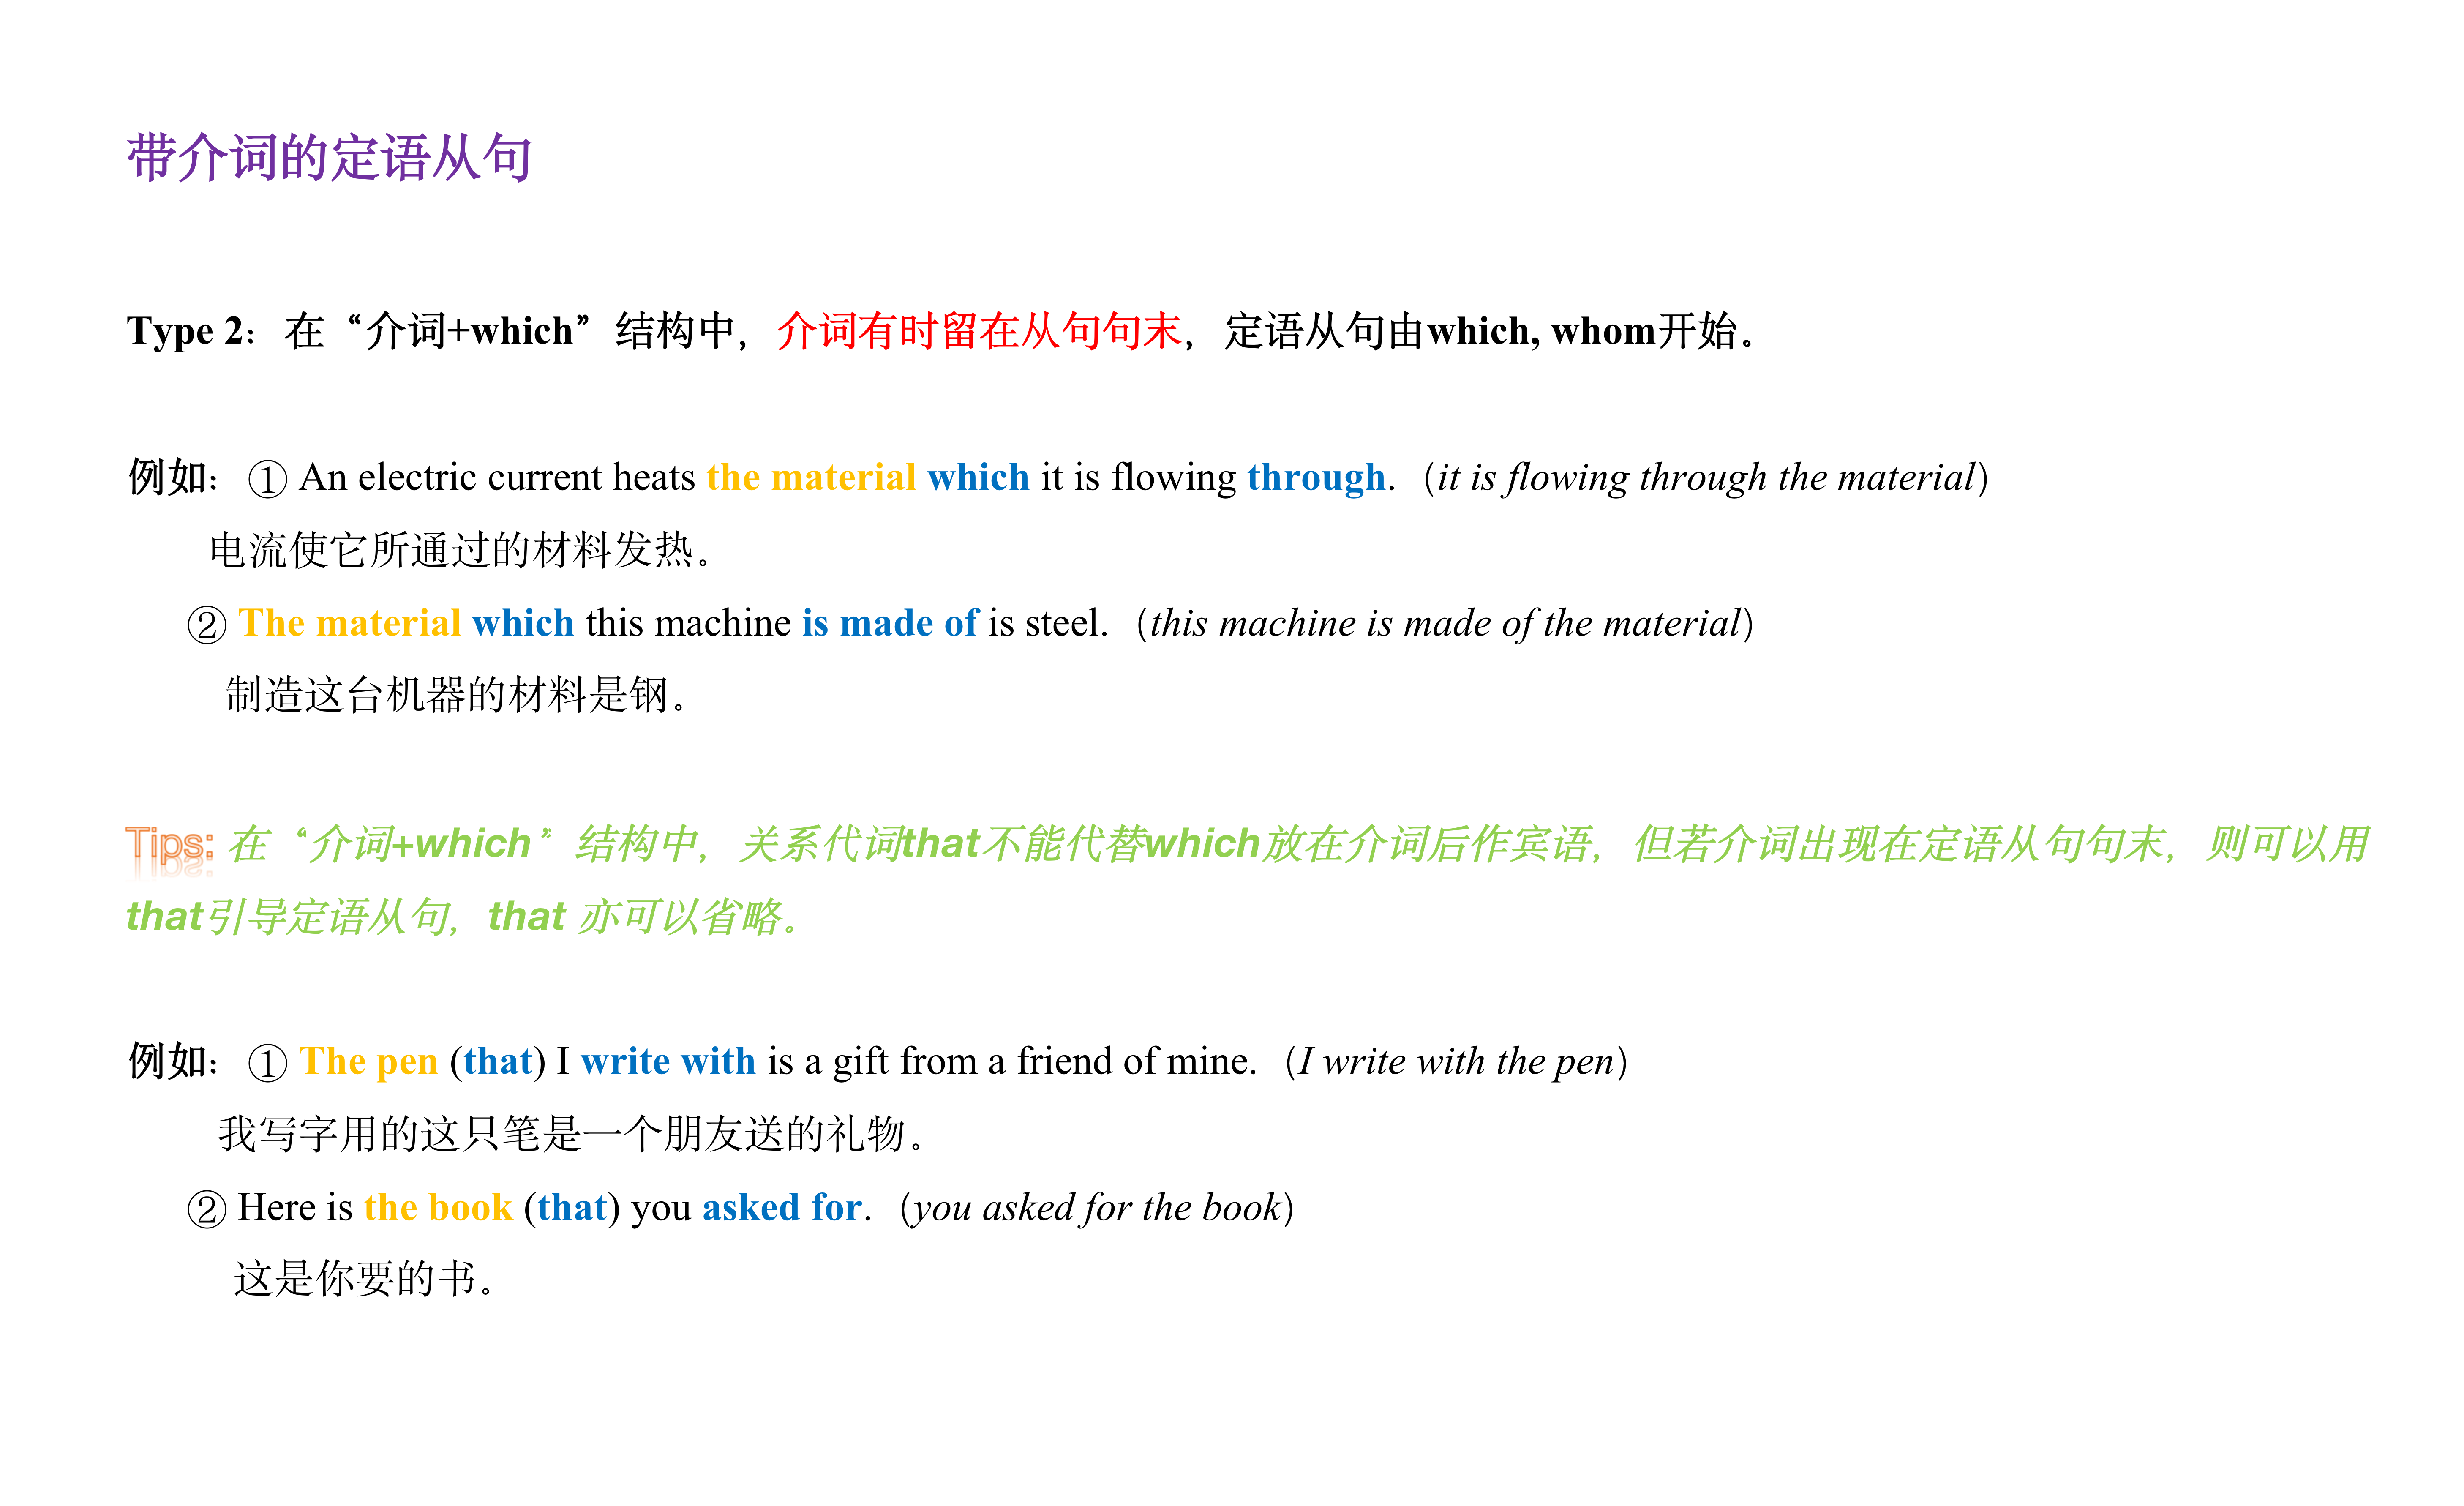 带介词的定语从句
Type 2：在“介词+which”结构中，介词有时留在从句句末，定语从句由which, whom开始。
例如：① An electric current heats the material which it is flowing through.（it is flowing through the material）
电流使它所通过的材料发热。
② The material which this machine is made of is steel.（this machine is made of the material）
制造这台机器的材料是钢。
Tips: 在“介词+which”结构中，关系代词that不能代替which放在介词后作宾语，但若介词出现在定语从句句末，则可以用
that引导定语从句，that 亦可以省略。
例如：① The pen (that) I write with is a gift from a friend of mine.（I write with the pen）
我写字用的这只笔是一个朋友送的礼物。
② Here is the book (that) you asked for.（you asked for the book）
这是你要的书。